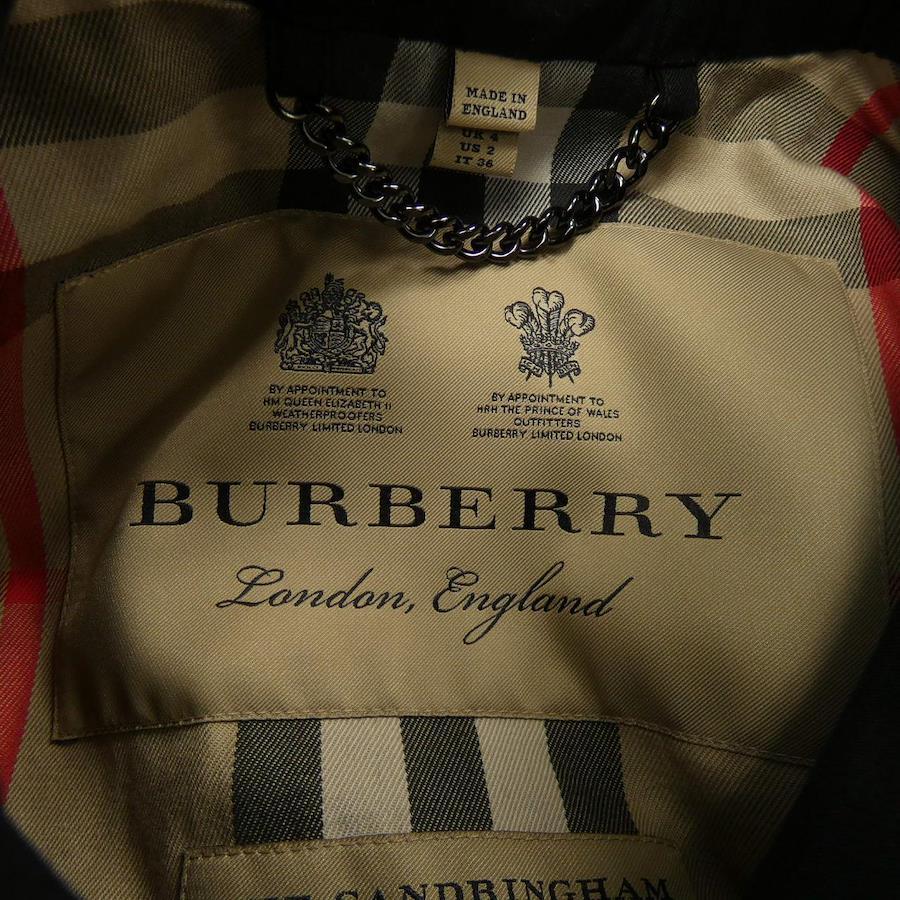 MADE IN
ENGLAND
UK 4
US 2
IT 36
BY APPOINTMENT TO
HM QUEEN ELIZABETH II
WEATHERPROOFERS
BURBERRY LIMITED LONDON
BY APPOINTMENT TO
HRH THE PRINCE OF WALES
OUTFITTERS
BURBERRY LIMITED LONDON
BURBERRY
London, England
SANDRINGHAM